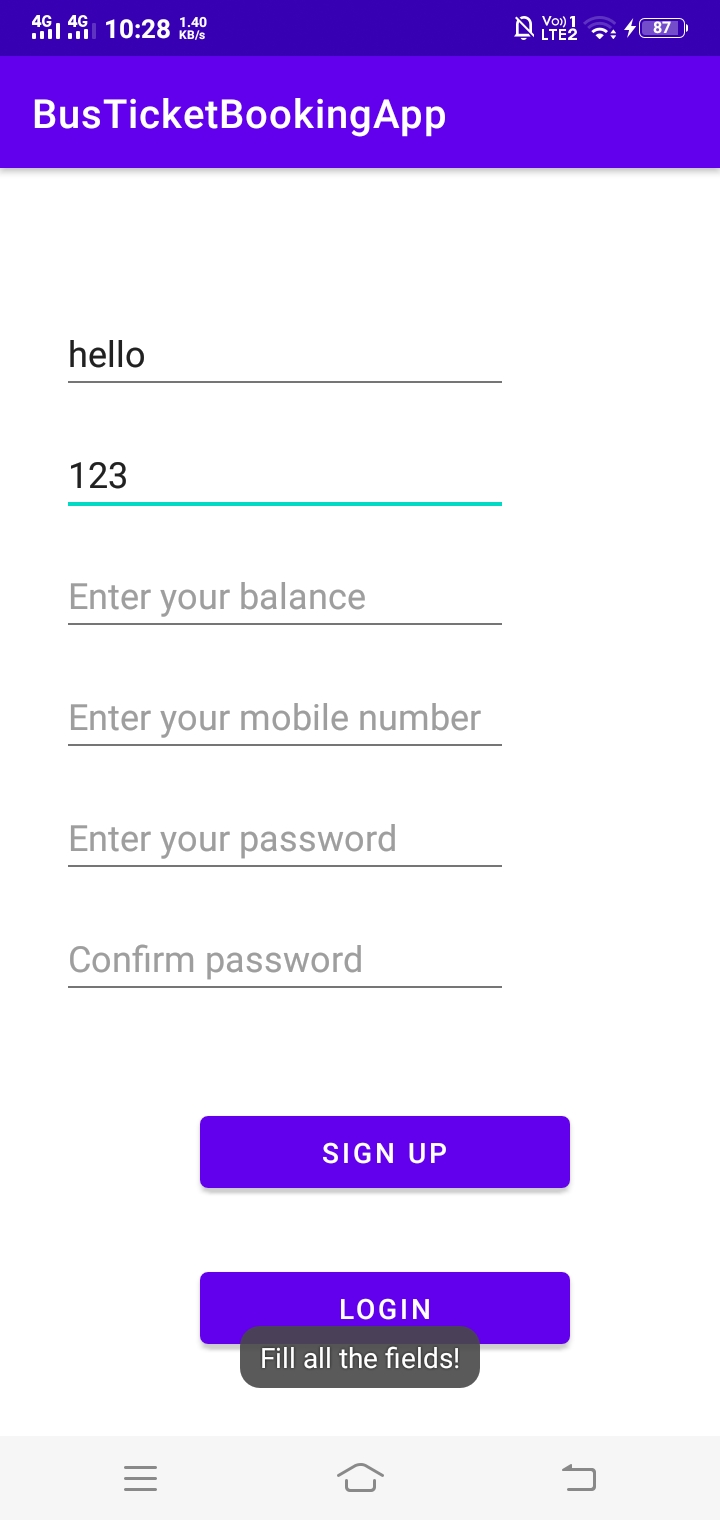 4G 4G 10:28 1.40 KB/s Vo)) 1 LTE2 87
BusTicketBookingApp
hello
123
Enter your balance
Enter your mobile number
Enter your password
Confirm password
SIGN UP
LOGIN
Fill all the fields!